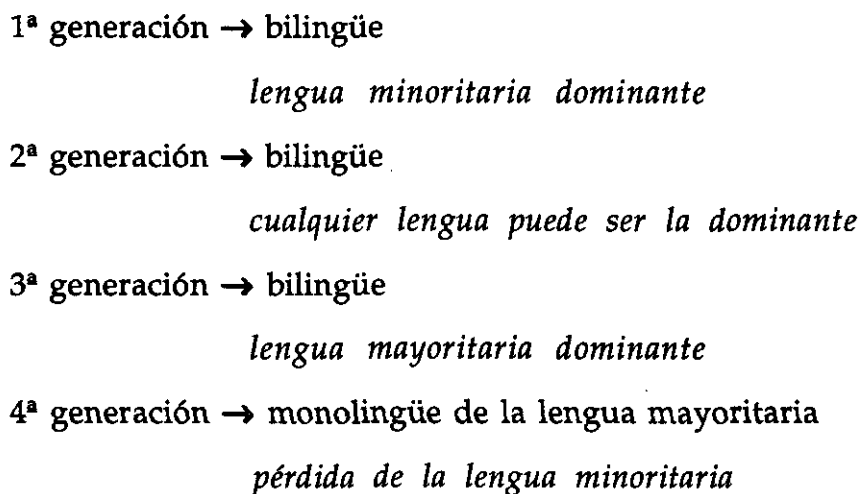 1ª generación → bilingüe
lengua minoritaria dominante
2ª generación → bilingüe
cualquier lengua puede ser la dominante
3ª generación → bilingüe
lengua mayoritaria dominante
4ª generación → monolingüe de la lengua mayoritaria
pérdida de la lengua minoritaria